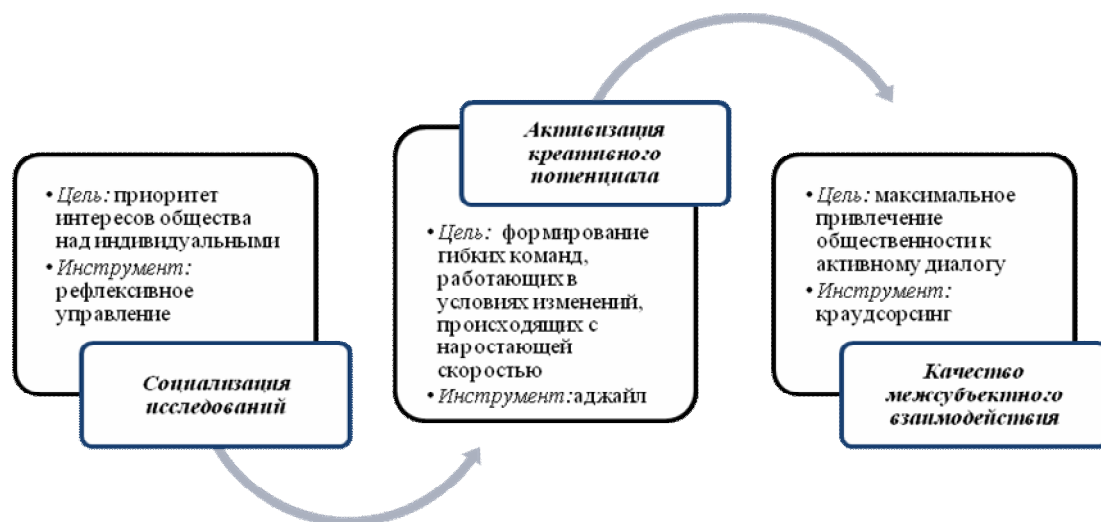 • Цель: приоритет
интересов общества
над индивидуальными
• Инструмент:
рефлексивное
управление
Социализация
исследований
Активизация
креативного
потенциала
• Цель: формирование
гибких команд,
работающих в
условиях изменений,
происходящих с
наростающей
скоростью
• Инструмент:аджайл
• Цель: максимальное
привлечение
общественности к
активному диалогу
• Инструмент:
краудсорсинг
Качество
межсубъектного
взаимодействия